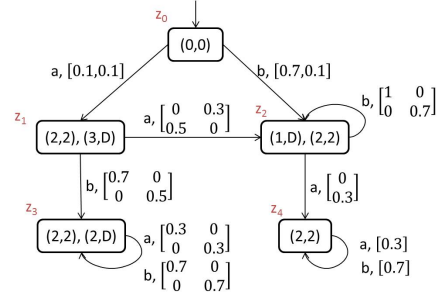 z₀
(0,0)
a, [0.1,0.1]
b, [0.7,0.1]
z₁
(2,2), (3,D)
a, [0 0.3
0.5 0]
z₂
(1,D), (2,2)
b, [1 0
0 0.7]
b, [0.7 0
0 0.5]
a, [0
0.3]
z₃
(2,2), (2,D)
a, [0.3 0
0 0.3]
b, [0.7 0
0 0.7]
z₄
(2,2)
a, [0.3]
b, [0.7]